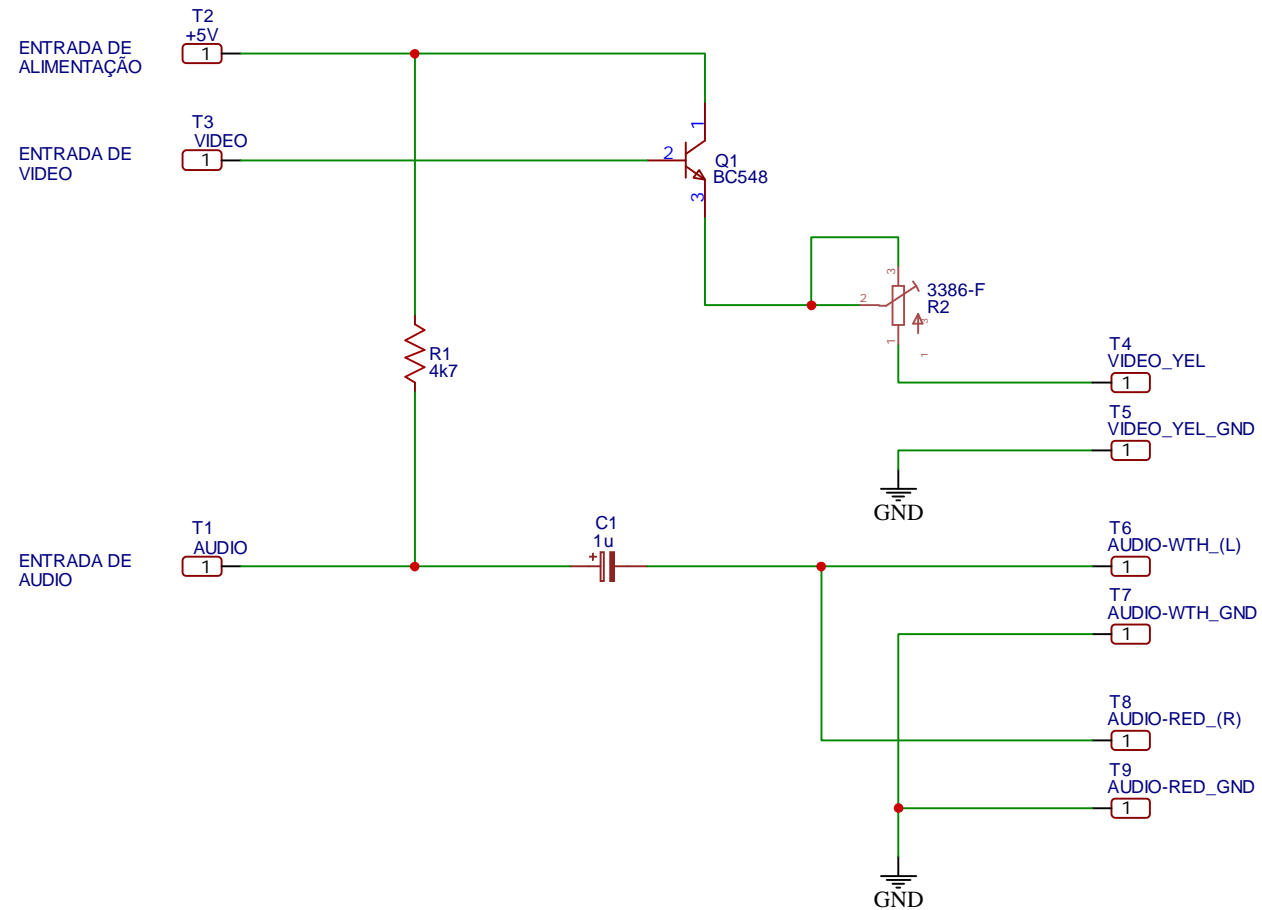 T2
+5V
1
ENTRADA DE
ALIMENTAÇÃO
T3
VIDEO
1
ENTRADA DE
VIDEO
1
2
3
Q1
BC548
3
2
1
3
1
3386-F
R2
R1
4k7
T4
VIDEO_YEL
1
T5
VIDEO_YEL_GND
1
GND
T1
AUDIO
1
ENTRADA DE
AUDIO
C1
1u
+
T6
AUDIO-WTH_(L)
1
T7
AUDIO-WTH_GND
1
T8
AUDIO-RED_(R)
1
T9
AUDIO-RED_GND
1
GND